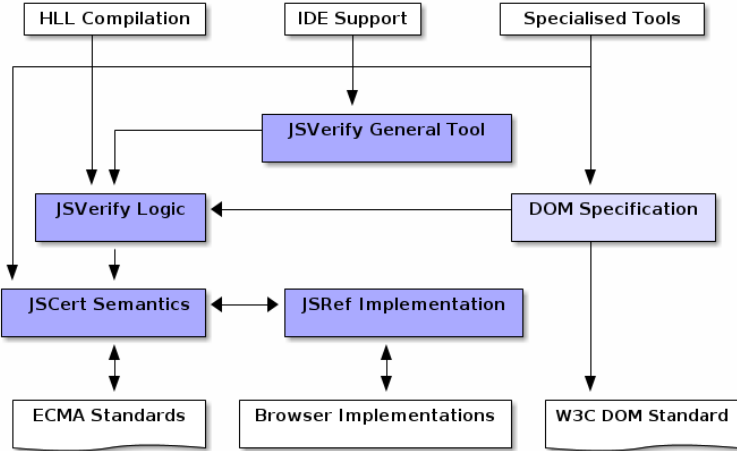 HLL Compilation
IDE Support
Specialised Tools
JSVerify General Tool
JSVerify Logic
DOM Specification
JSCert Semantics
JSRef Implementation
ECMA Standards
Browser Implementations
W3C DOM Standard